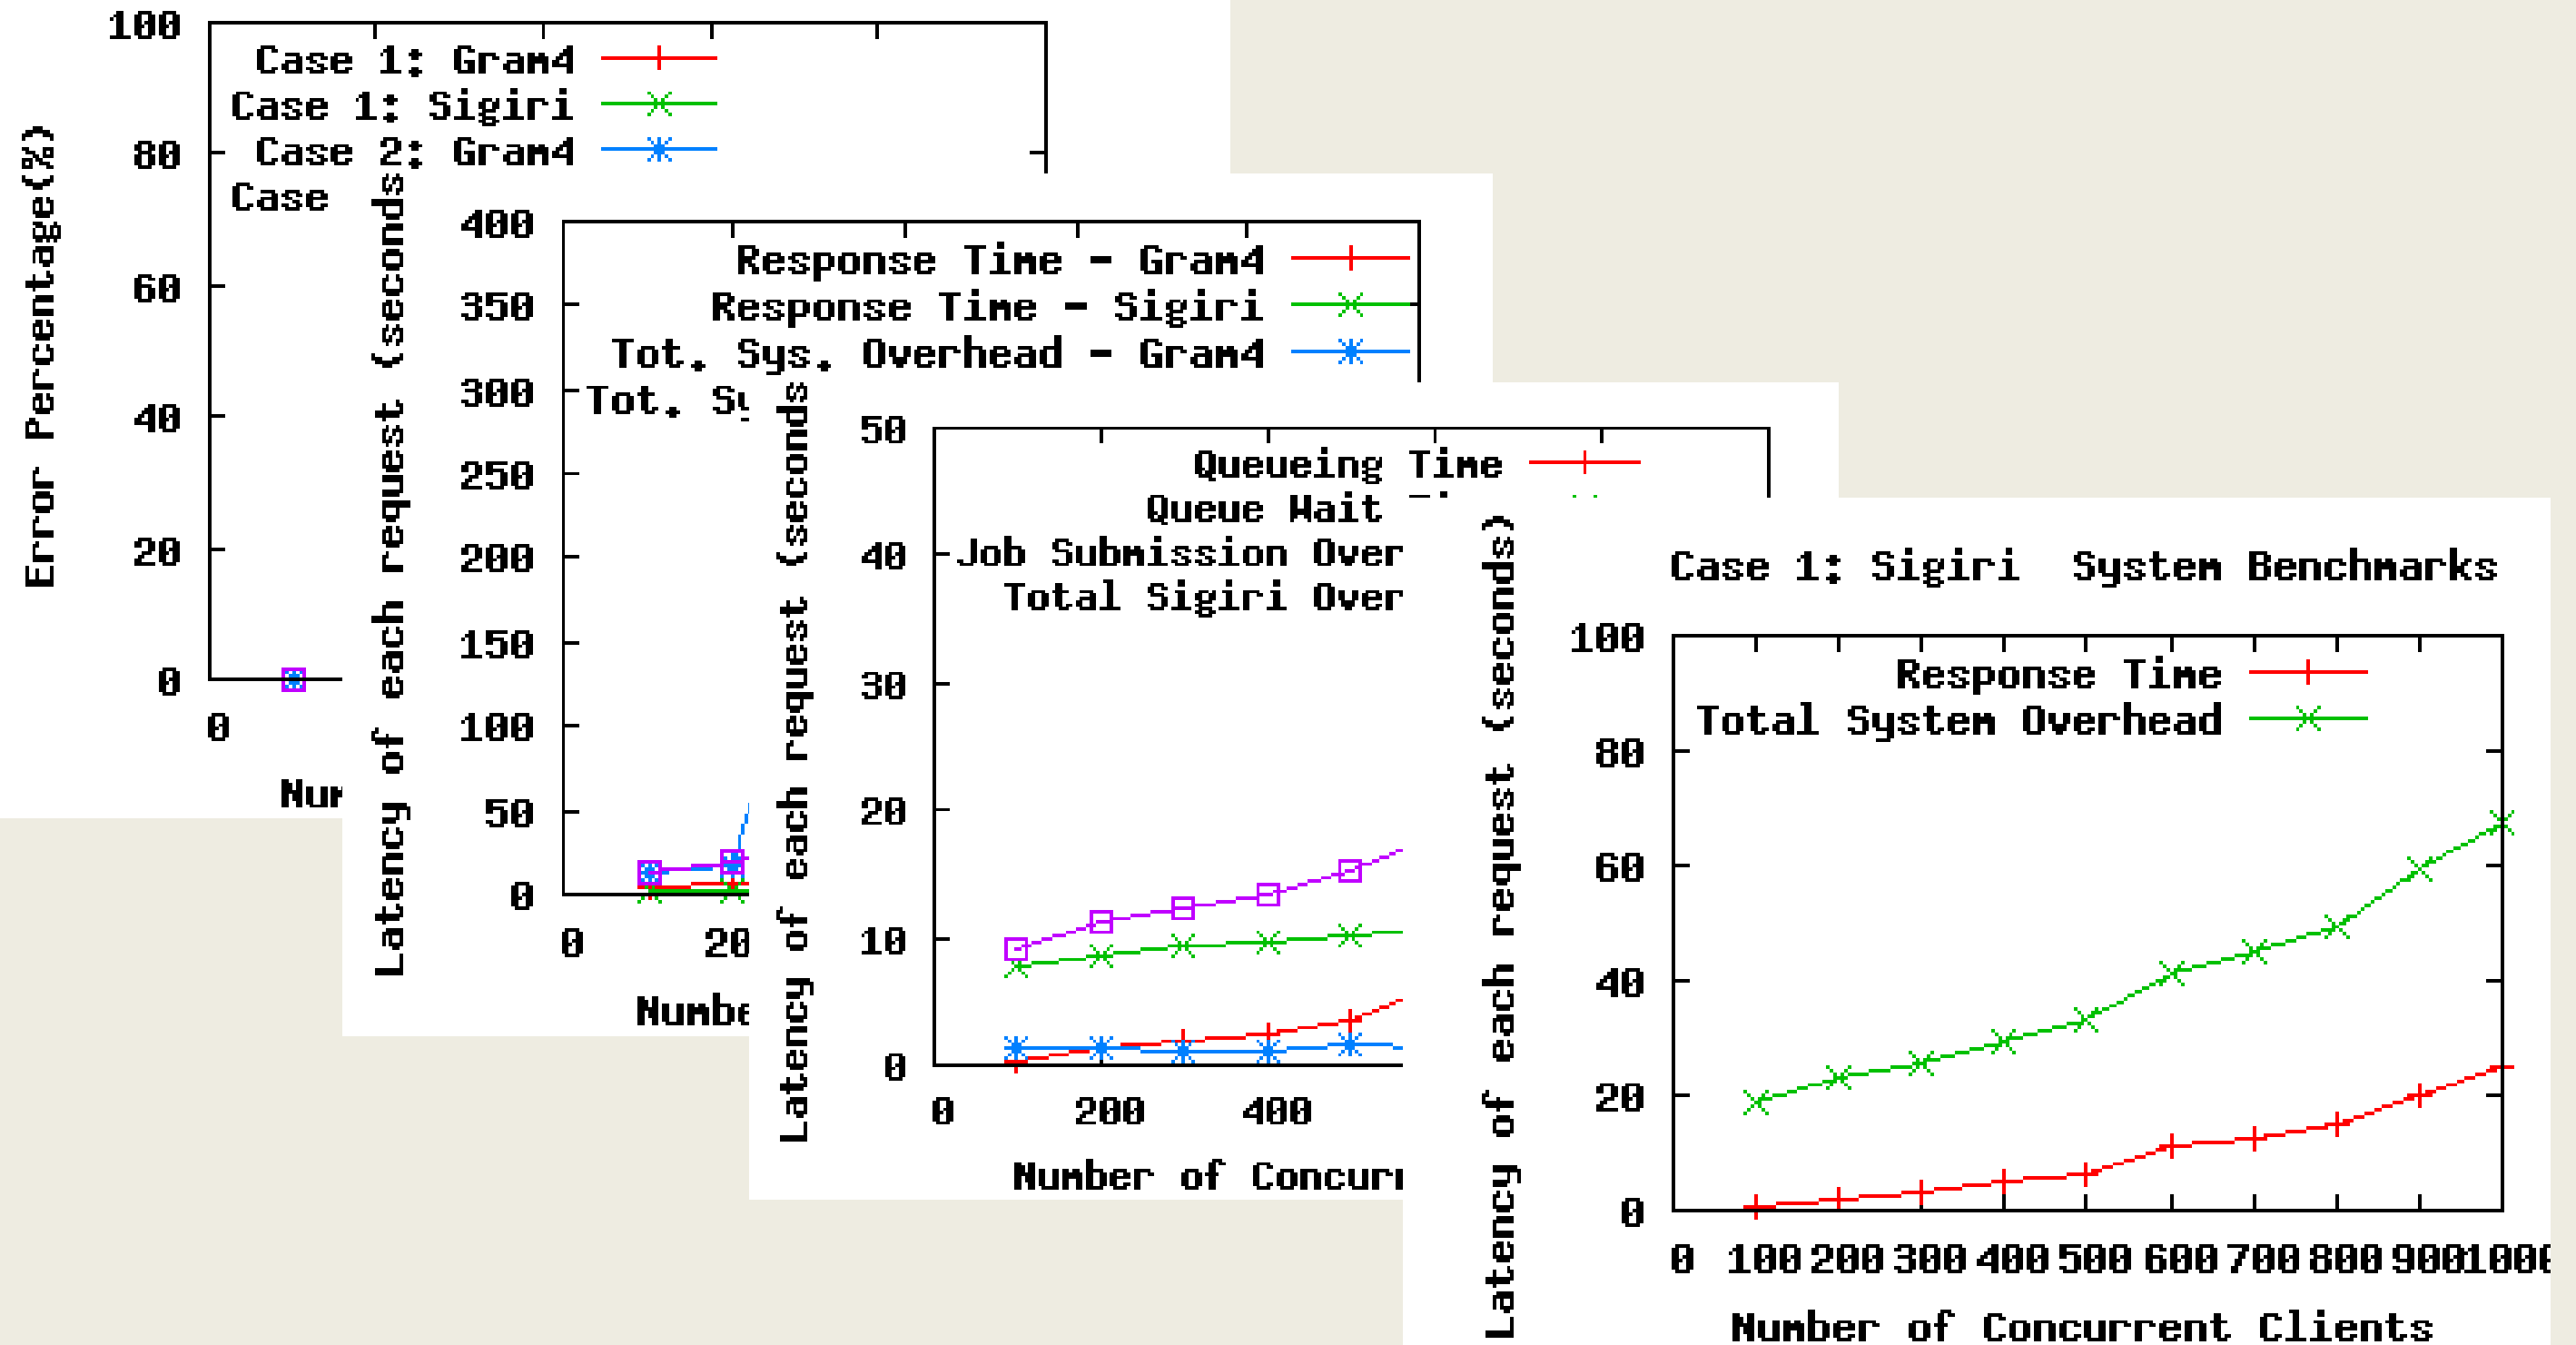 Error Percentage(%)
100
80
60
40
20
0
0
Case 1: Gram4
Case 1: Sigiri
Case 2: Gram4
Case
Latency of each request (seconds
400
350
300
250
200
150
100
50
0
0 20
Response Time - Gram4
Response Time - Sigiri
Tot. Sys. Overhead - Gram4
Tot.
Latency of each request (seconds
50
40
30
20
10
0
0 200 400
Queueing Time
Queue Wait
Job Submission Over
Total Sigiri Over
Number of
Latency of each request (seconds)
Case 1: Sigiri System Benchmarks
100
80
60
40
20
0
0 100 200 300 400 500 600 700 800 900 1000
Response Time
Total System Overhead
Number of Concurrent Clients